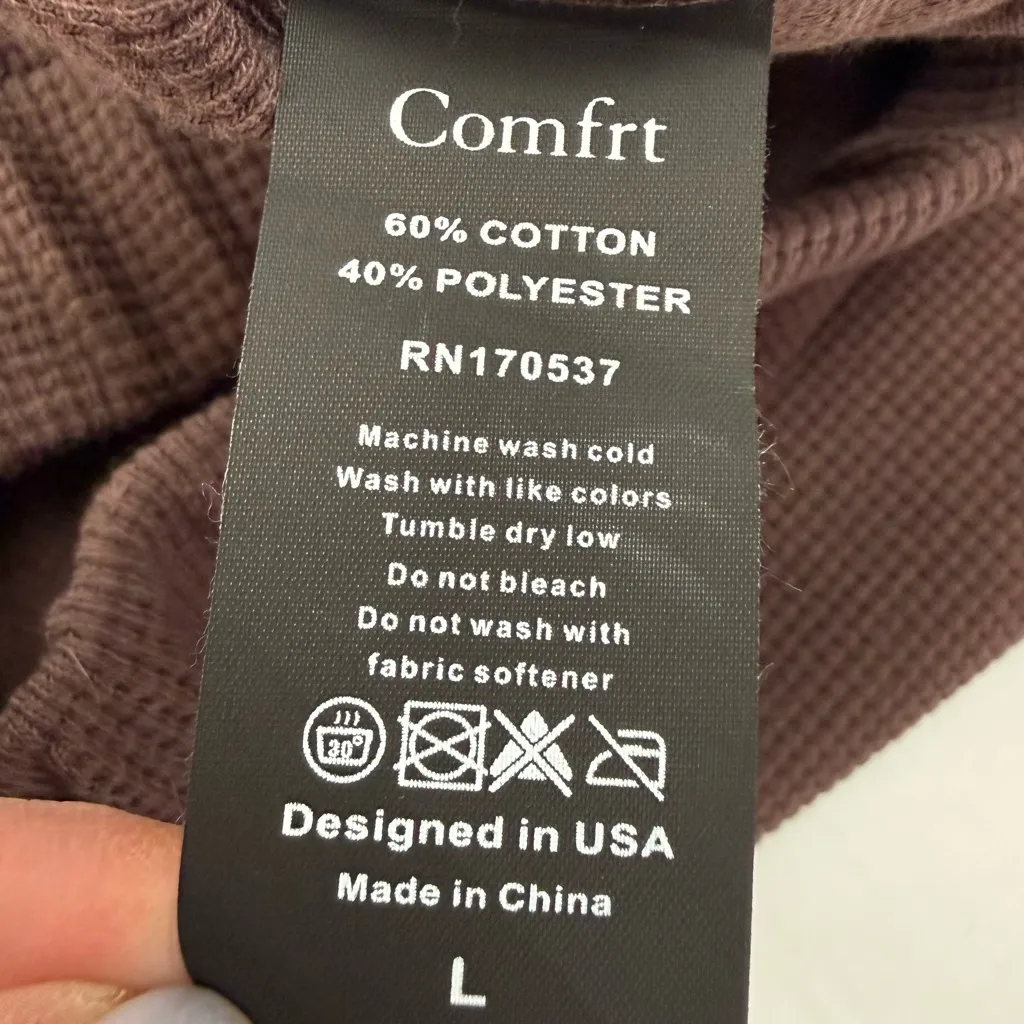 Comfrt
60% COTTON
40% POLYESTER
RN170537
Machine wash cold
Wash with like colors
Tumble dry low
Do not bleach
Do not wash with
fabric softener
30°
Designed in USA
Made in China
L